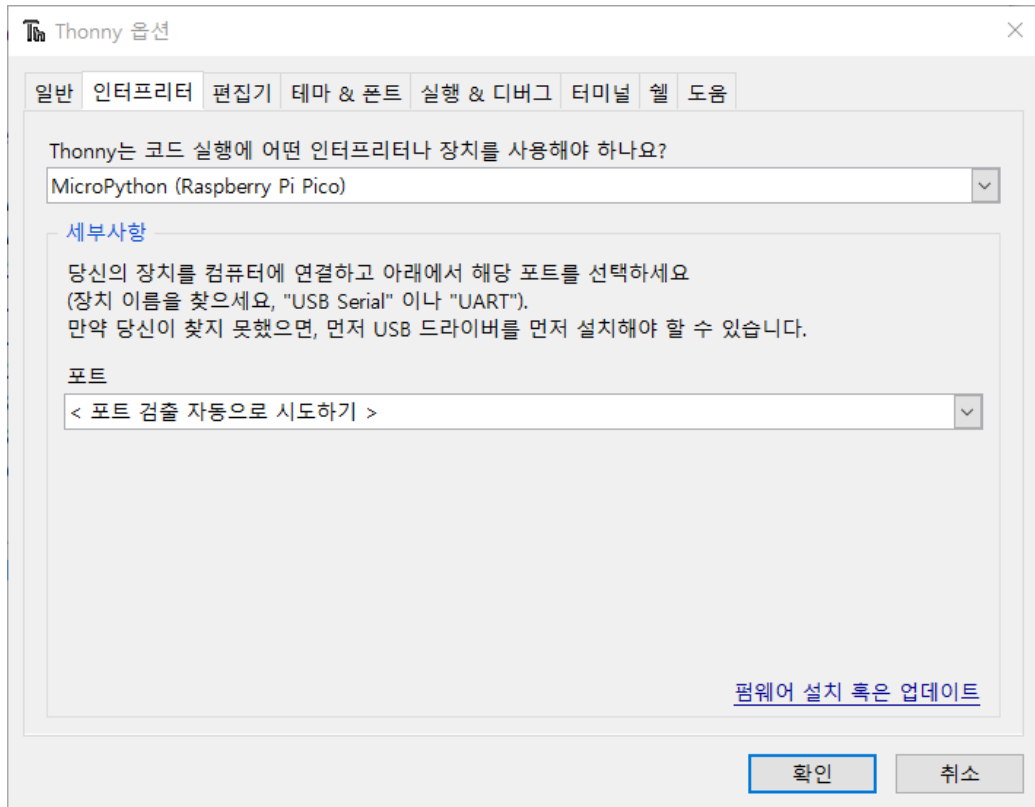 Thonny 옵션
일반 인터프리터 편집기 테마 & 폰트 실행 & 디버그 터미널 쉘 도움
Thonny는 코드 실행에 어떤 인터프리터나 장치를 사용해야 하나요?
MicroPython (Raspberry Pi Pico)
세부사항
당신의 장치를 컴퓨터에 연결하고 아래에서 해당 포트를 선택하세요
(장치 이름을 찾으세요, "USB Serial" 이나 "UART").
만약 당신이 찾지 못했으면, 먼저 USB 드라이버를 먼저 설치해야 할 수 있습니다.
포트
< 포트 검출 자동으로 시도하기 >
펌웨어 설치 혹은 업데이트
확인 취소